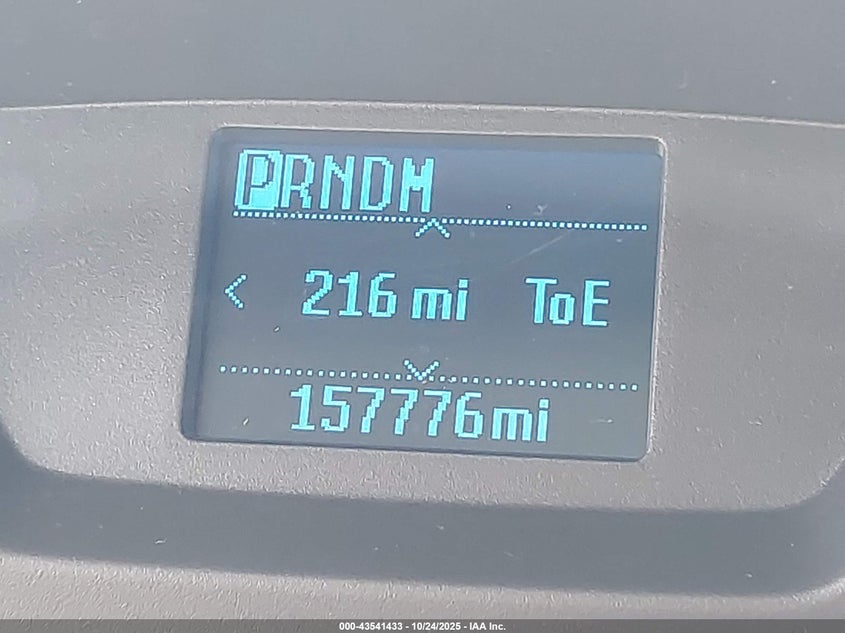 PRNDM
< 216 mi ToE
157776mi
000-43541433 - 10/24/2025 - IAA Inc.